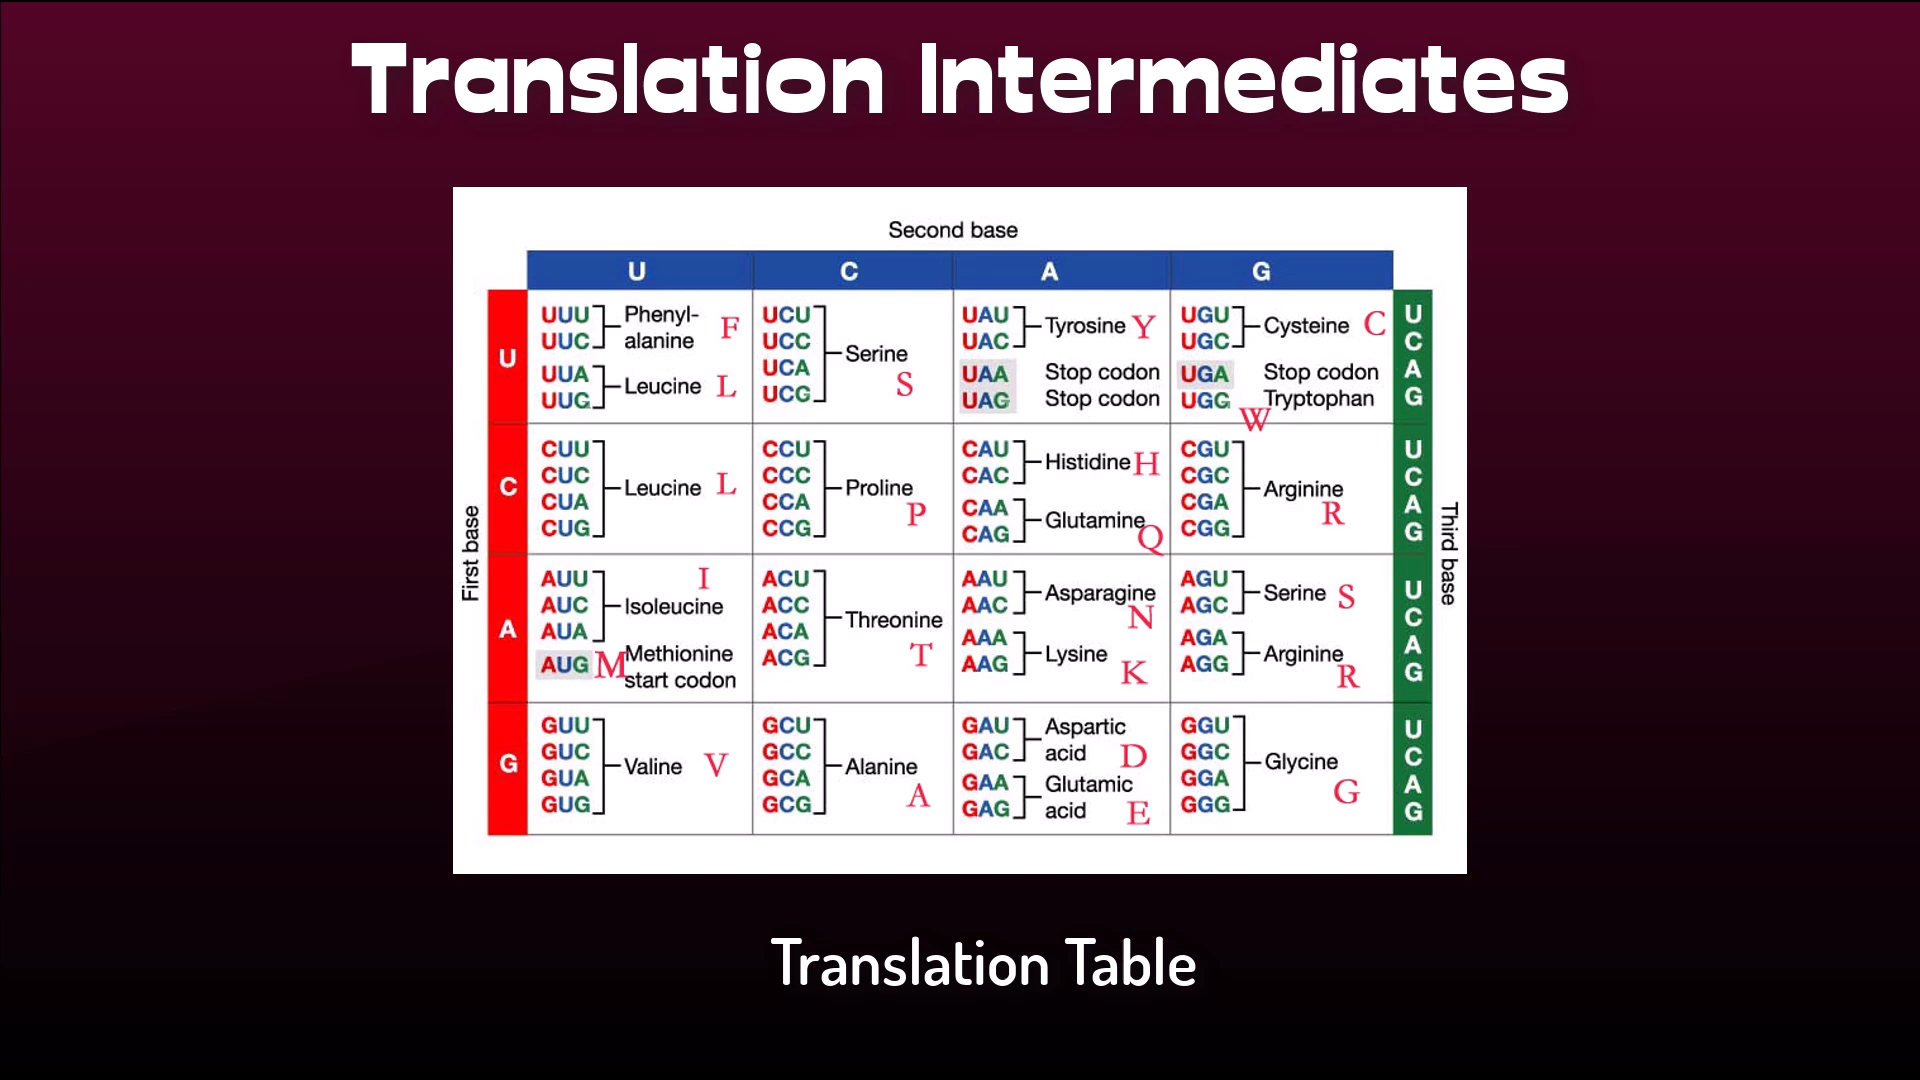 Translation Intermediates
Second base
U C A G
First base
Third base
U
UUU Phenyl- F
UUC alanine
UUA Leucine L
UUG
UCU
UCC Serine
UCA S
UCG
UAU Tyrosine Y
UAC
UAA Stop codon
UAG Stop codon
UGU Cysteine C
UGC
UGA Stop codon
UGG Tryptophan
W
U
C
A
G
C
CUU
CUC Leucine L
CUA
CUG
CCU
CCC Proline
CCA P
CCG
CAU Histidine H
CAC
CAA Glutamine
CAG Q
CGU
CGC Arginine
CGA R
CGG
U
C
A
G
A
AUU I
AUC Isoleucine
AUA
AUG M Methionine
start codon
ACU
ACC Threonine
ACA T
ACG
AAU Asparagine
AAC N
AAA Lysine
AAG K
AGU Serine S
AGC
AGA Arginine
AGG R
U
C
A
G
G
GUU
GUC Valine V
GUA
GUG
GCU
GCC Alanine
GCA A
GCG
GAU Aspartic
GAC acid D
GAA Glutamic
GAG acid E
GGU
GGC Glycine
GGA G
GGG
U
C
A
G
Translation Table